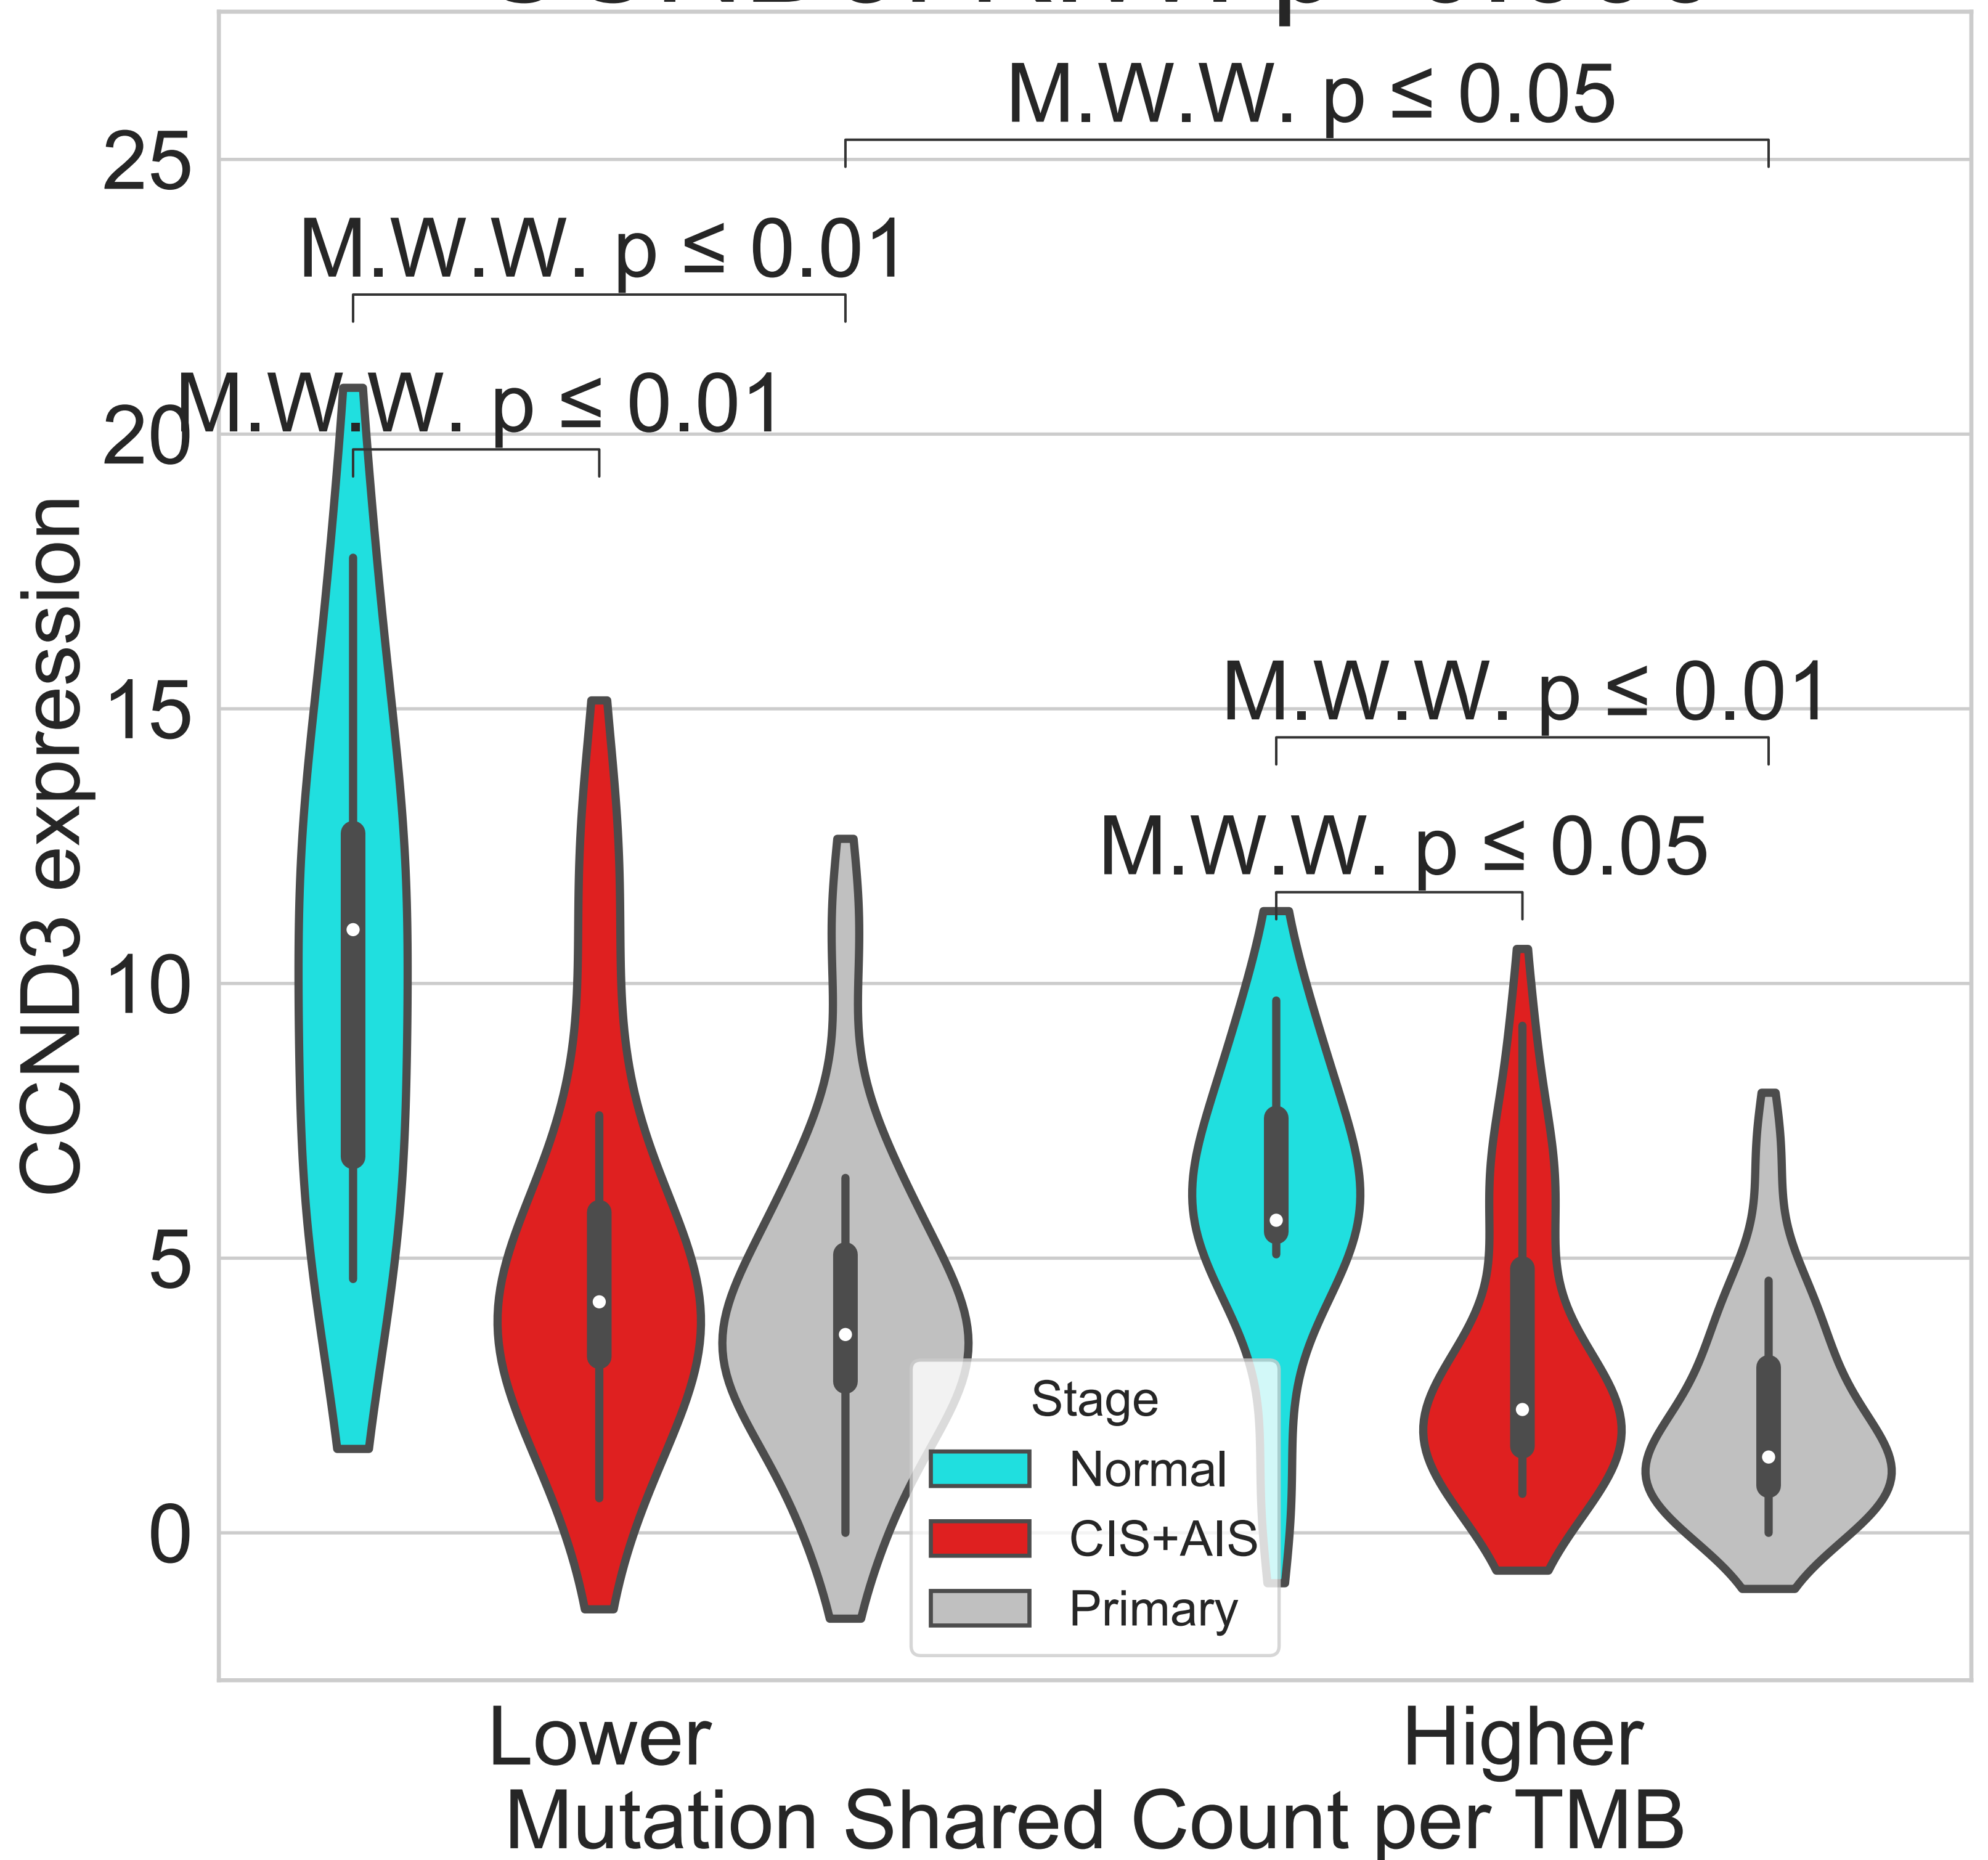 M.W.W. p ≤ 0.05
25
M.W.W. p ≤ 0.01
M.W.W. p ≤ 0.01
20
M.W.W. p ≤ 0.01
15
M.W.W. p ≤ 0.05
10
5
0
CCND3 expression
Stage
Normal
CIS+AIS
Primary
Lower Higher
Mutation Shared Count per TMB